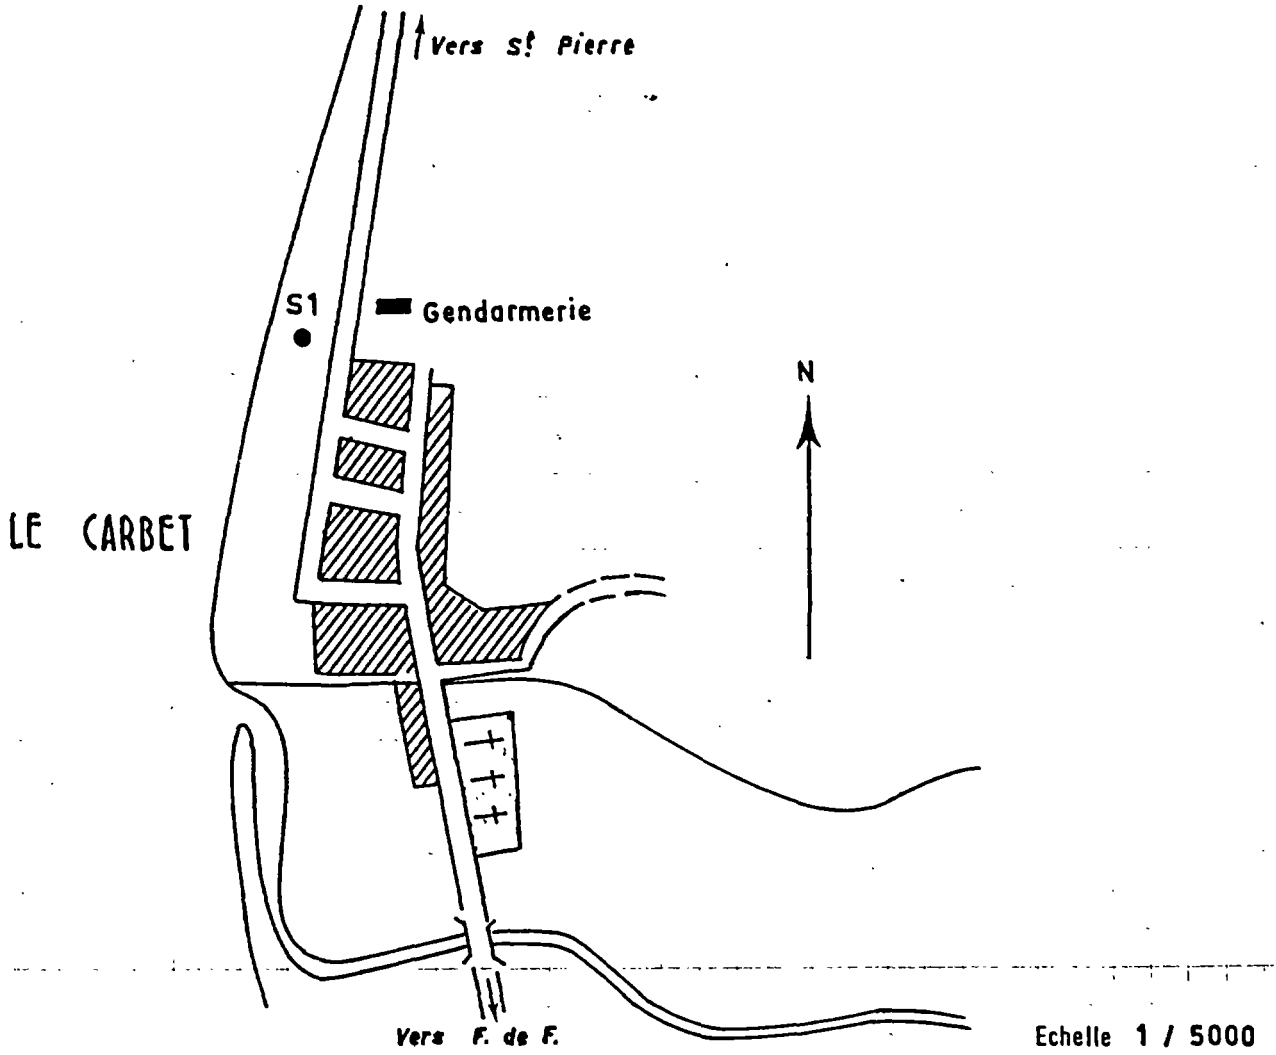 Vers St Pierre
S1
Gendarmerie
N
LE CARBET
Vers F. de F.
Echelle 1 / 5000